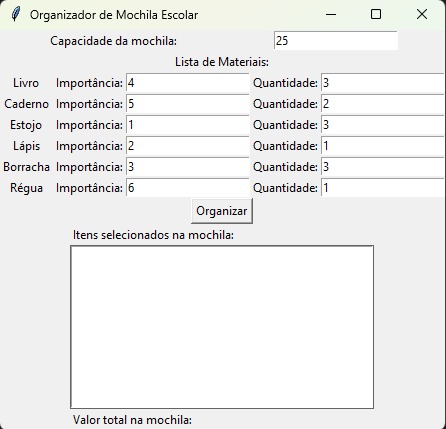 Organizador de Mochila Escolar
Capacidade da mochila: 25
Lista de Materiais:
Livro Importância: 4 Quantidade: 3
Caderno Importância: 5 Quantidade: 2
Estojo Importância: 1 Quantidade: 3
Lápis Importância: 2 Quantidade: 1
Borracha Importância: 3 Quantidade: 3
Régua Importância: 6 Quantidade: 1
Organizar
Itens selecionados na mochila:
Valor total na mochila: